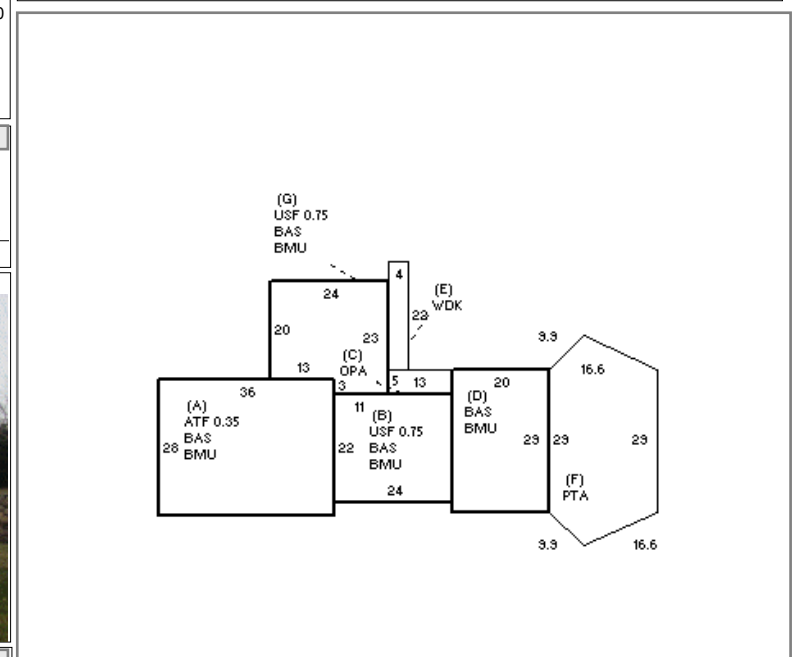 0
(G)
USF 0.75
BAS
BMU
4
(E)
WDK
24
22
20
23
9.9
(C)
OPA
16.6
13
5
13
20
3
36
(A)
ATF 0.35
BAS
BMU
28
11
(B)
USF 0.75
BAS
BMU
22
24
(D)
BAS
BMU
29
29
29
(F)
PTA
9.9
16.6